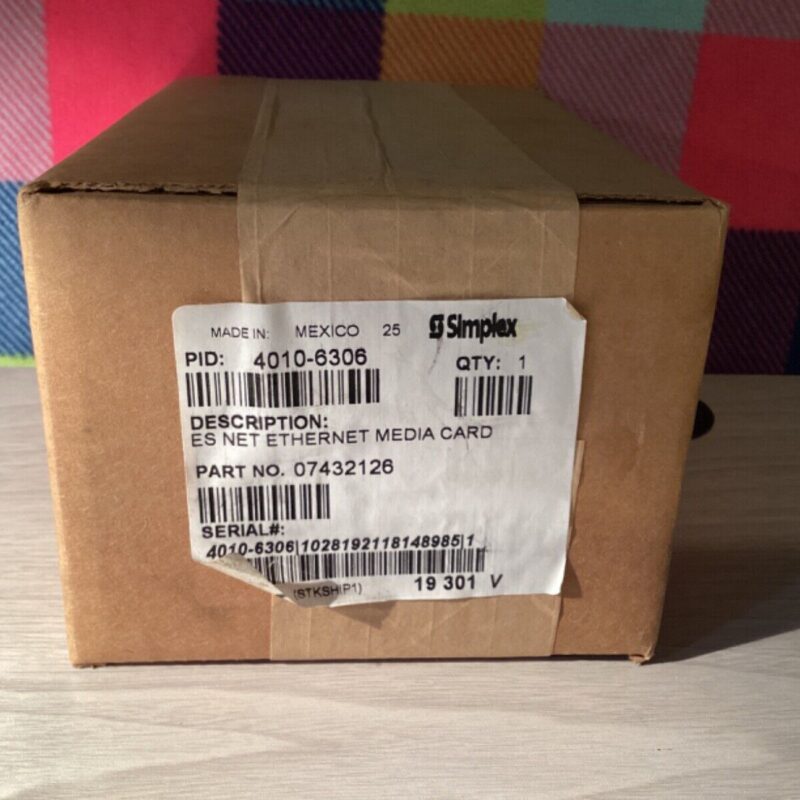 MADE IN: MEXICO 25 Simplex
PID: 4010-6306 QTY: 1
DESCRIPTION:
ES NET ETHERNET MEDIA CARD
PART NO. 07432126
SERIAL#:
4010-6306|1028192118148985|1
(STKSHIP1) 19 301 V